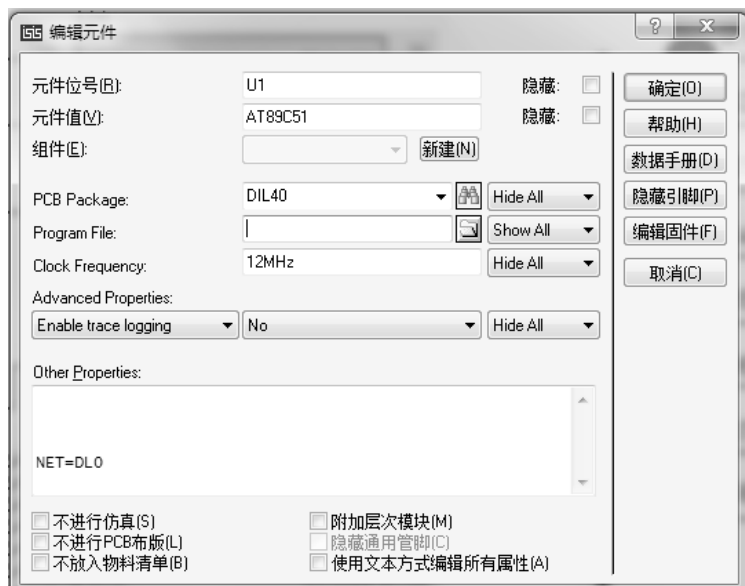 ISIS 编辑元件
元件位号(R): U1 隐藏: 确定(O)
元件值(V): AT89C51 隐藏: 帮助(H)
组件(E): 新建(N) 数据手册(D)
PCB Package: DIL40 Hide All 隐藏引脚(P)
Program File: Show All 编辑固件(F)
Clock Frequency: 12MHz Hide All 取消(C)
Advanced Properties:
Enable trace logging No Hide All
Other Properties:
NET=DL0
不进行仿真(S) 附加层次模块(M)
不进行PCB布版(L) 隐藏通用管脚(C)
不放入物料清单(B) 使用文本方式编辑所有属性(A)